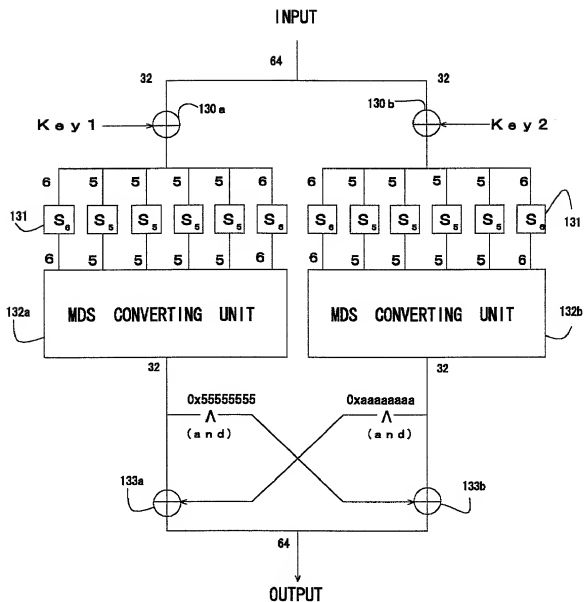 INPUT
64
32 32
130a 130b
Key1 Key2
6 5 5 5 5 6 6 5 5 5 5 6
131 S6 S5 S5 S5 S5 S6 S6 S5 S5 S5 S5 S6 131
6 5 5 5 5 6 6 5 5 5 5 6
132a MDS CONVERTING UNIT MDS CONVERTING UNIT 132b
32 32
0x55555555 0xaaaaaaaa
∧ ∧
(and) (and)
133a 133b
64
OUTPUT